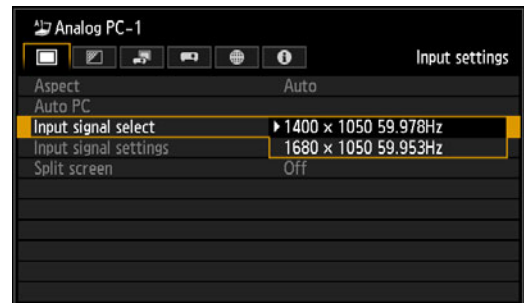 Analog PC-1
Input settings
Aspect Auto
Auto PC
Input signal select 1400 × 1050 59.978Hz
Input signal settings 1680 × 1050 59.953Hz
Split screen Off